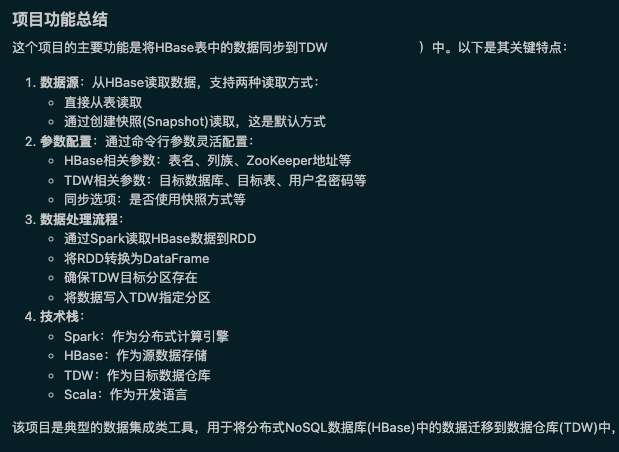 项目功能总结
这个项目的主要功能是将HBase表中的数据同步到TDW ）中。以下是其关键特点：
1. 数据源：从HBase读取数据，支持两种读取方式：
◦ 直接从表读取
◦ 通过创建快照(Snapshot)读取，这是默认方式
2. 参数配置：通过命令行参数灵活配置：
◦ HBase相关参数：表名、列族、ZooKeeper地址等
◦ TDW相关参数：目标数据库、目标表、用户名密码等
◦ 同步选项：是否使用快照方式等
3. 数据处理流程：
◦ 通过Spark读取HBase数据到RDD
◦ 将RDD转换为DataFrame
◦ 确保TDW目标分区存在
◦ 将数据写入TDW指定分区
4. 技术栈：
◦ Spark：作为分布式计算引擎
◦ HBase：作为源数据存储
◦ TDW：作为目标数据仓库
◦ Scala：作为开发语言
该项目是典型的数据集成类工具，用于将分布式NoSQL数据库(HBase)中的数据迁移到数据仓库(TDW)中，